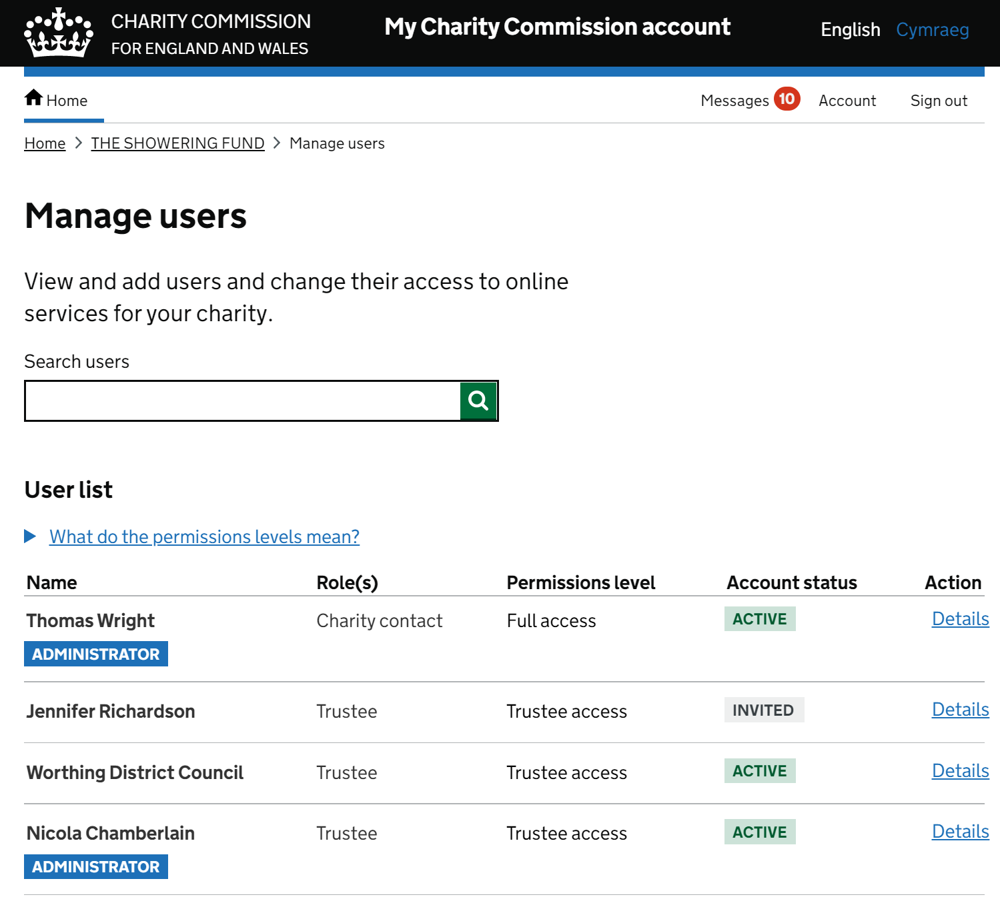 CHARITY COMMISSION
FOR ENGLAND AND WALES
My Charity Commission account
English Cymraeg
Home
Messages 10 Account Sign out
Home > THE SHOWERING FUND > Manage users
Manage users
View and add users and change their access to online
services for your charity.
Search users
User list
What do the permissions levels mean?
Name Role(s) Permissions level Account status Action
Thomas Wright Charity contact Full access ACTIVE Details
ADMINISTRATOR
Jennifer Richardson Trustee Trustee access INVITED Details
Worthing District Council Trustee Trustee access ACTIVE Details
Nicola Chamberlain Trustee Trustee access ACTIVE Details
ADMINISTRATOR